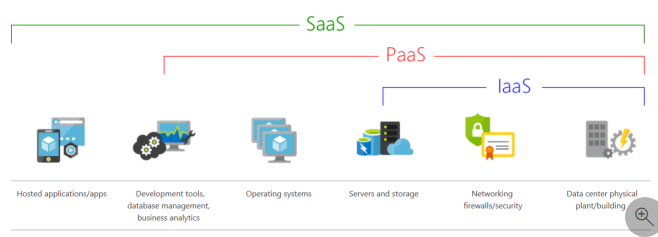 SaaS
PaaS
IaaS
Hosted applications/apps
Development tools,
database management,
business analytics
Operating systems
Servers and storage
Networking
firewalls/security
Data center physical
plant/building